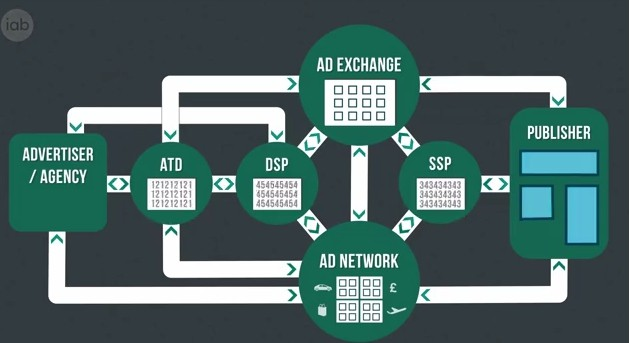 iab
AD EXCHANGE
ADVERTISER
/ AGENCY
ATD
121212121
121212121
121212121
DSP
454545454
454545454
454545454
SSP
343434343
343434343
343434343
PUBLISHER
AD NETWORK
£